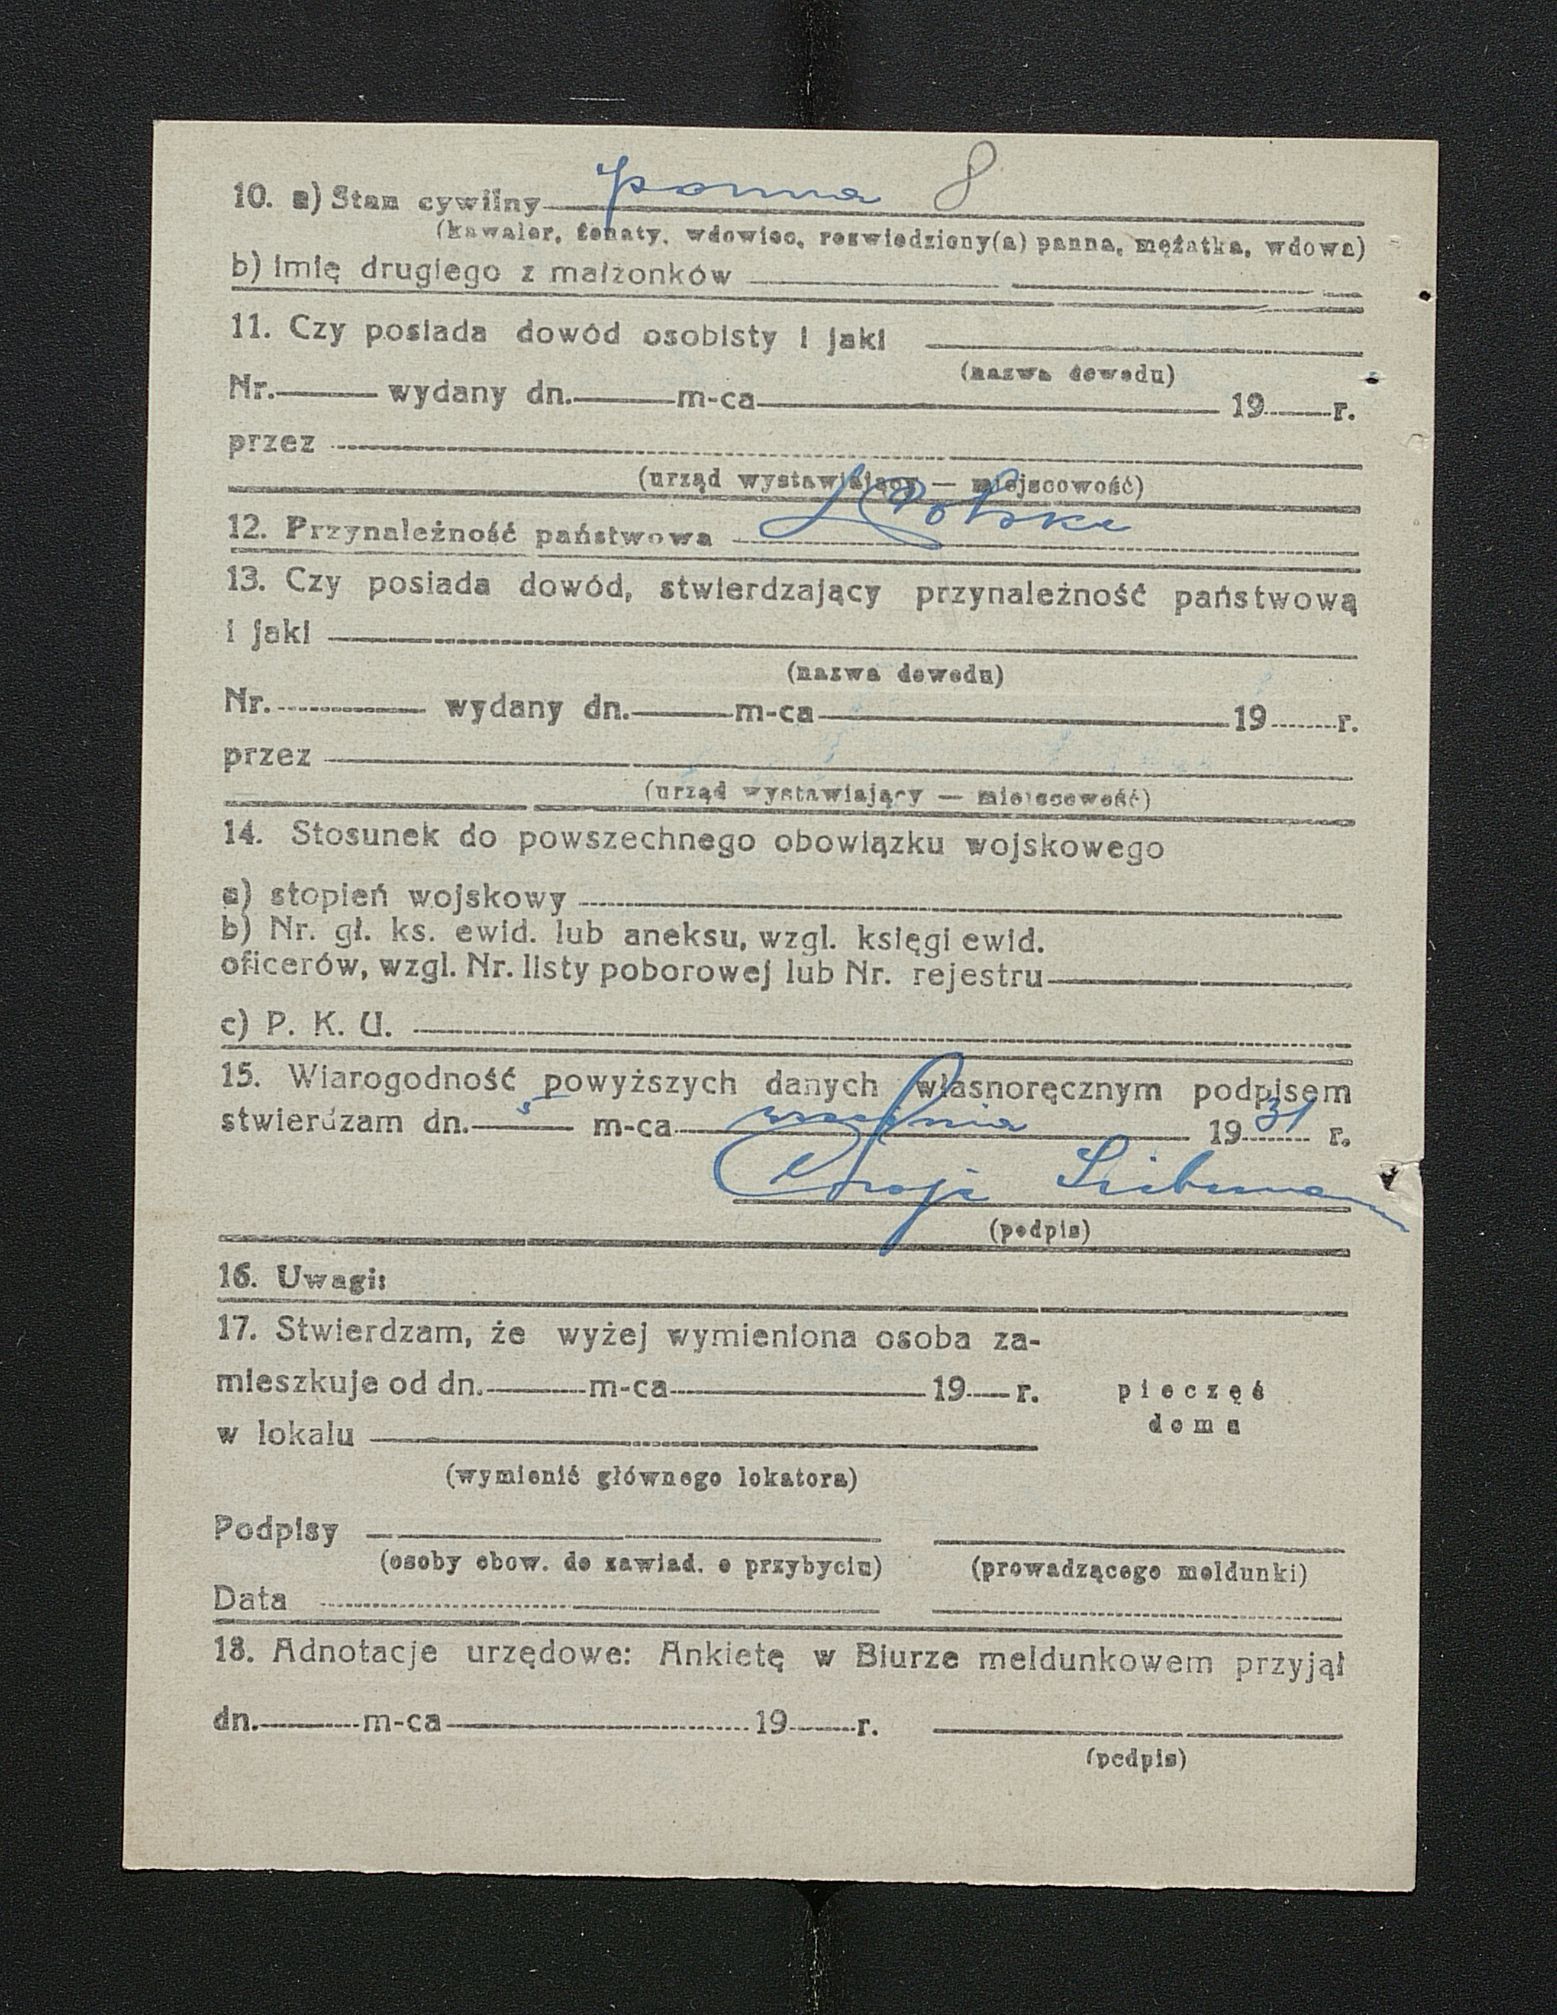 10. a) Stan cywilny panna 8
(kawaler, żonaty, wdowiec, rozwiedziony(a) panna, mężatka, wdowa)
b) imię drugiego z małżonków
11. Czy posiada dowód osobisty i jaki
(nazwa dowodu)
Nr. wydany dn. m-ca 19 r.
przez
(urząd wystawiający — miejscowość)
12. Przynależność państwowa Polska
13. Czy posiada dowód, stwierdzający przynależność państwową
i jaki
(nazwa dowodu)
Nr. wydany dn. m-ca 19 r.
przez
(urząd wystawiający — miejscowość)
14. Stosunek do powszechnego obowiązku wojskowego
a) stopień wojskowy
b) Nr. gł. ks. ewid. lub aneksu, wzgl. księgi ewid.
oficerów, wzgl. Nr. listy poborowej lub Nr. rejestru
c) P. K. U.
15. Wiarogodność powyższych danych własnoręcznym podpisem
stwierdzam dn. m-ca września 1931 r.
(podpis)
16. Uwagi:
17. Stwierdzam, że wyżej wymieniona osoba za-
mieszkuje od dn. m-ca 19 r. pieczęć
w lokalu domu
(wymienić głównego lokatora)
Podpisy
(osoby obow. do zawiad. o przybyciu) (prowadzącego meldunki)
Data
18. Adnotacje urzędowe: Ankietę w Biurze meldunkowem przyjął
dn. m-ca 19 r.
(podpis)